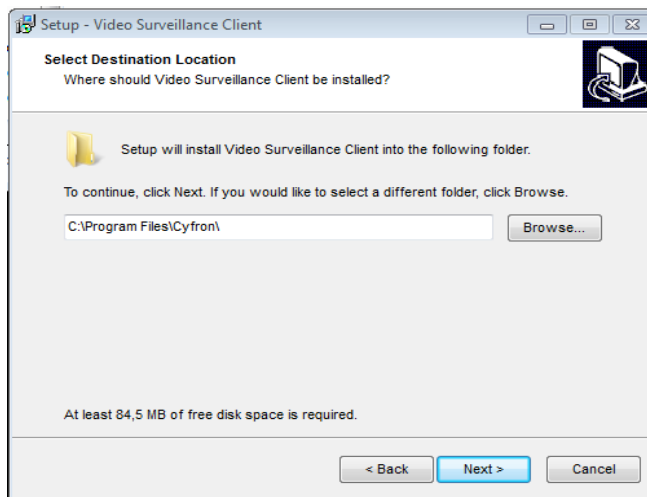 Setup - Video Surveillance Client
Select Destination Location
Where should Video Surveillance Client be installed?
Setup will install Video Surveillance Client into the following folder.
To continue, click Next. If you would like to select a different folder, click Browse.
C:\Program Files\Cyfron\
Browse...
At least 84,5 MB of free disk space is required.
< Back
Next >
Cancel